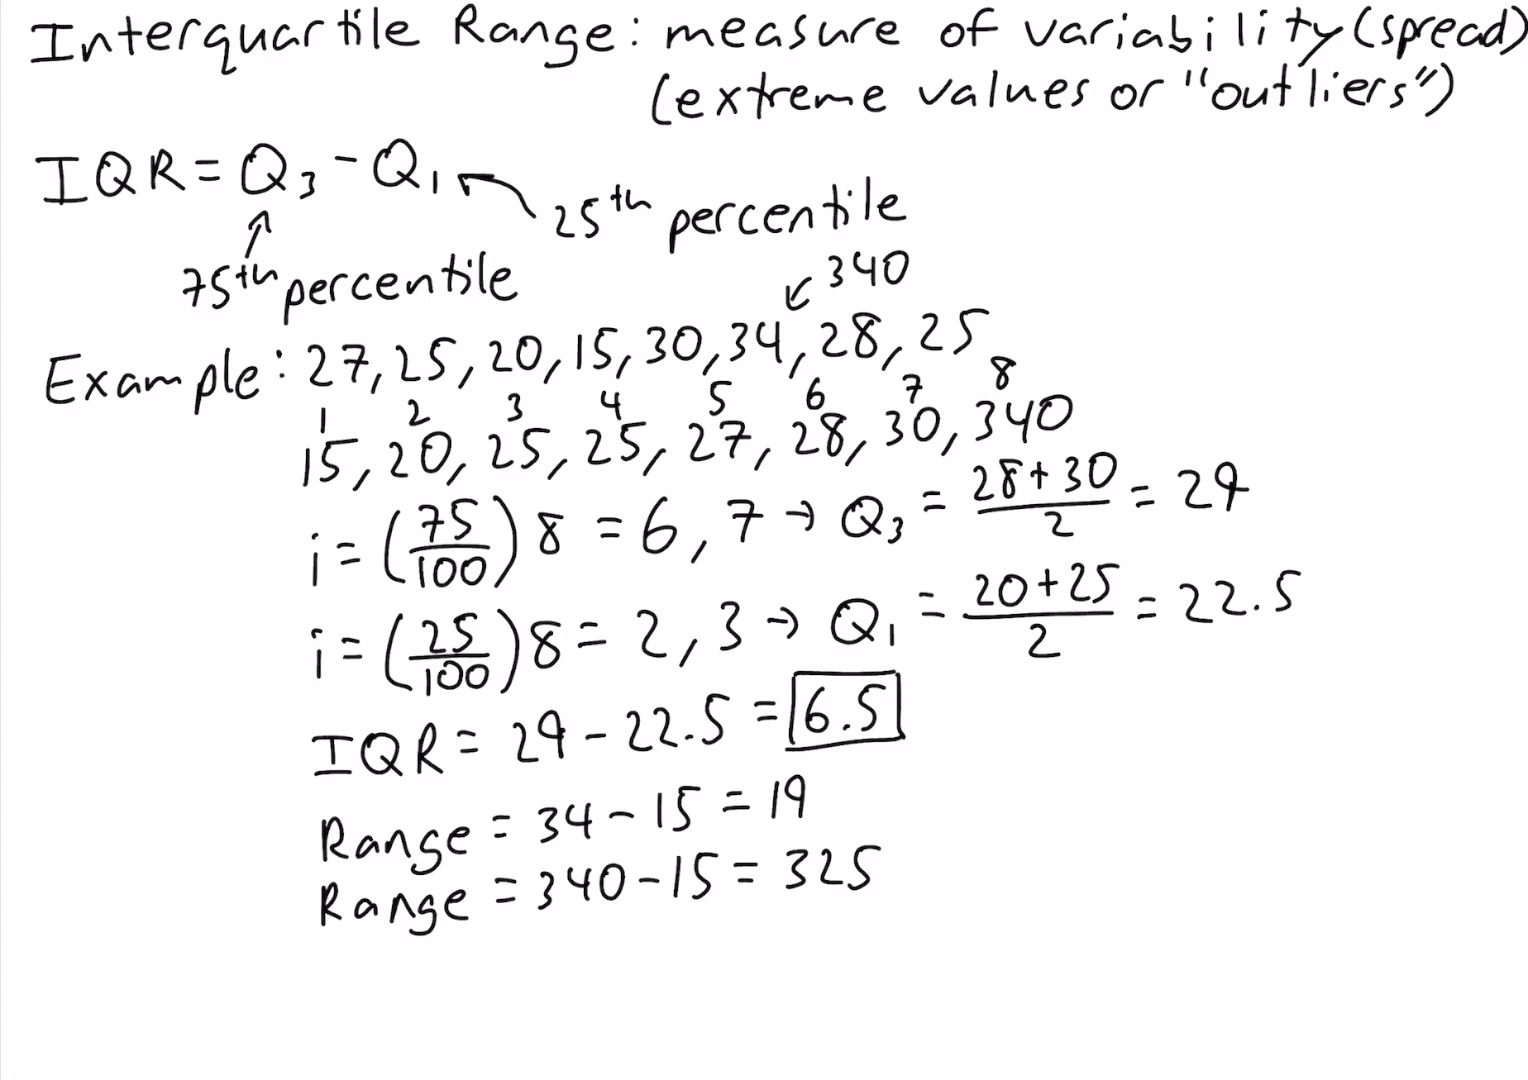 Interquartile Range: measure of variability (spread)
(extreme values or "outliers")
IQR = Q₃ - Q₁
25th percentile
75th percentile
340
Example: 27, 25, 20, 15, 30, 34, 28, 25
1 2 3 4 5 6 7 8
15, 20, 25, 25, 27, 28, 30, 340
i = (75/100) 8 = 6, 7 → Q₃ = (28+30)/2 = 29
i = (25/100) 8 = 2, 3 → Q₁ = (20+25)/2 = 22.5
IQR = 29 - 22.5 = 6.5
Range = 34 - 15 = 19
Range = 340 - 15 = 325